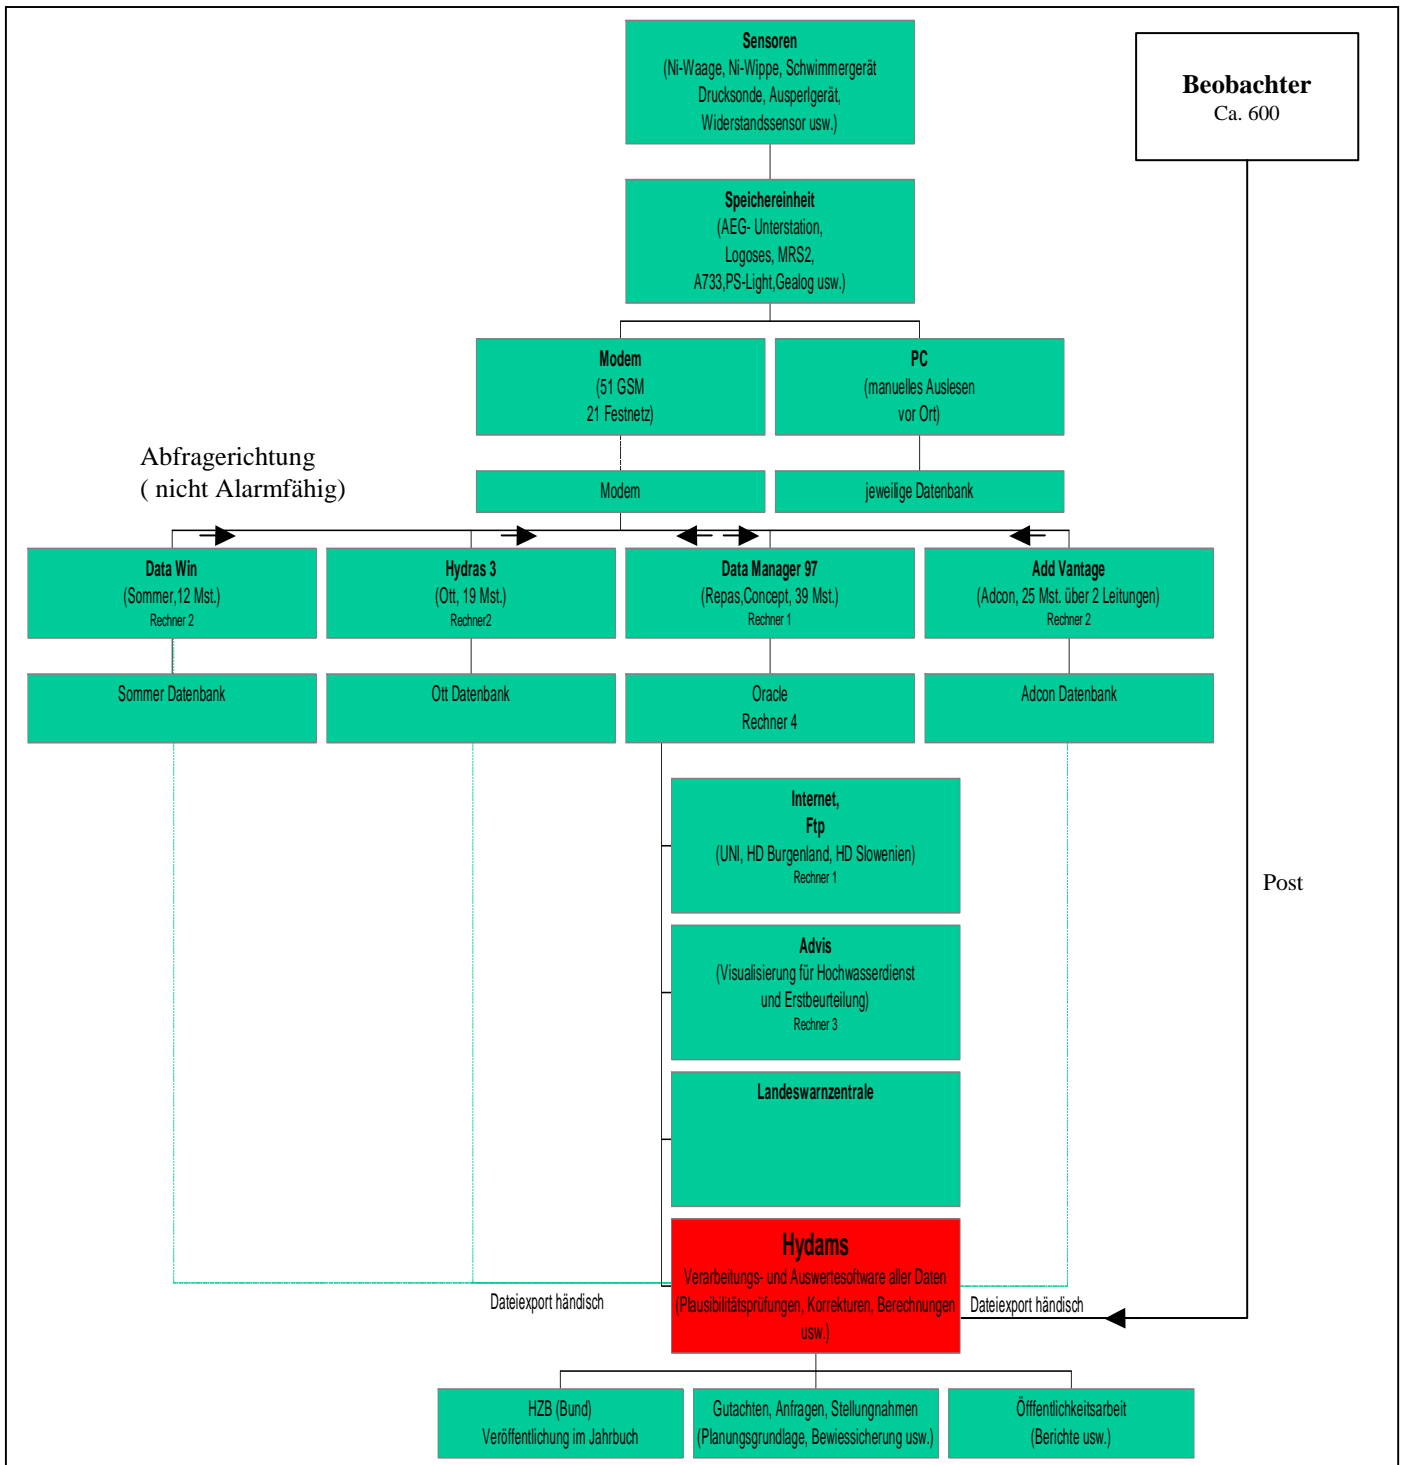 Sensoren
(Ni-Waage, Ni-Wippe, Schwimmergerät
Drucksonde, Ausperlgerät,
Widerstandssensor usw.)
Beobachter
Ca. 600
Speichereinheit
(AEG- Unterstation,
Logoses, MRS2,
A733,PS-Light,Gealog usw.)
Modem
(51 GSM
21 Festnetz)
PC
(manuelles Auslesen
vor Ort)
Abfragerichtung
( nicht Alarmfähig)
Modem
jeweilige Datenbank
Data Win
(Sommer,12 Mst.)
Rechner 2
Hydras 3
(Ott, 19 Mst.)
Rechner2
Data Manager 97
(Repas,Concept, 39 Mst.)
Rechner 1
Add Vantage
(Adcon, 25 Mst. über 2 Leitungen)
Rechner 2
Sommer Datenbank
Ott Datenbank
Oracle
Rechner 4
Adcon Datenbank
Internet,
Ftp
(UNI, HD Burgenland, HD Slowenien)
Rechner 1
Post
Advis
(Visualisierung für Hochwasserdienst
und Erstbeurteilung)
Rechner 3
Landeswarnzentrale
Hydams
Verarbeitungs- und Auswertesoftware aller Daten
(Plausibilitätsprüfungen, Korrekturen, Berechnungen
usw.)
Dateiexport händisch
Dateiexport händisch
HZB (Bund)
Veröffentlichung im Jahrbuch
Gutachten, Anfragen, Stellungnahmen
(Planungsgrundlage, Bewiessicherung usw.)
Öfffentlichkeitsarbeit
(Berichte usw.)